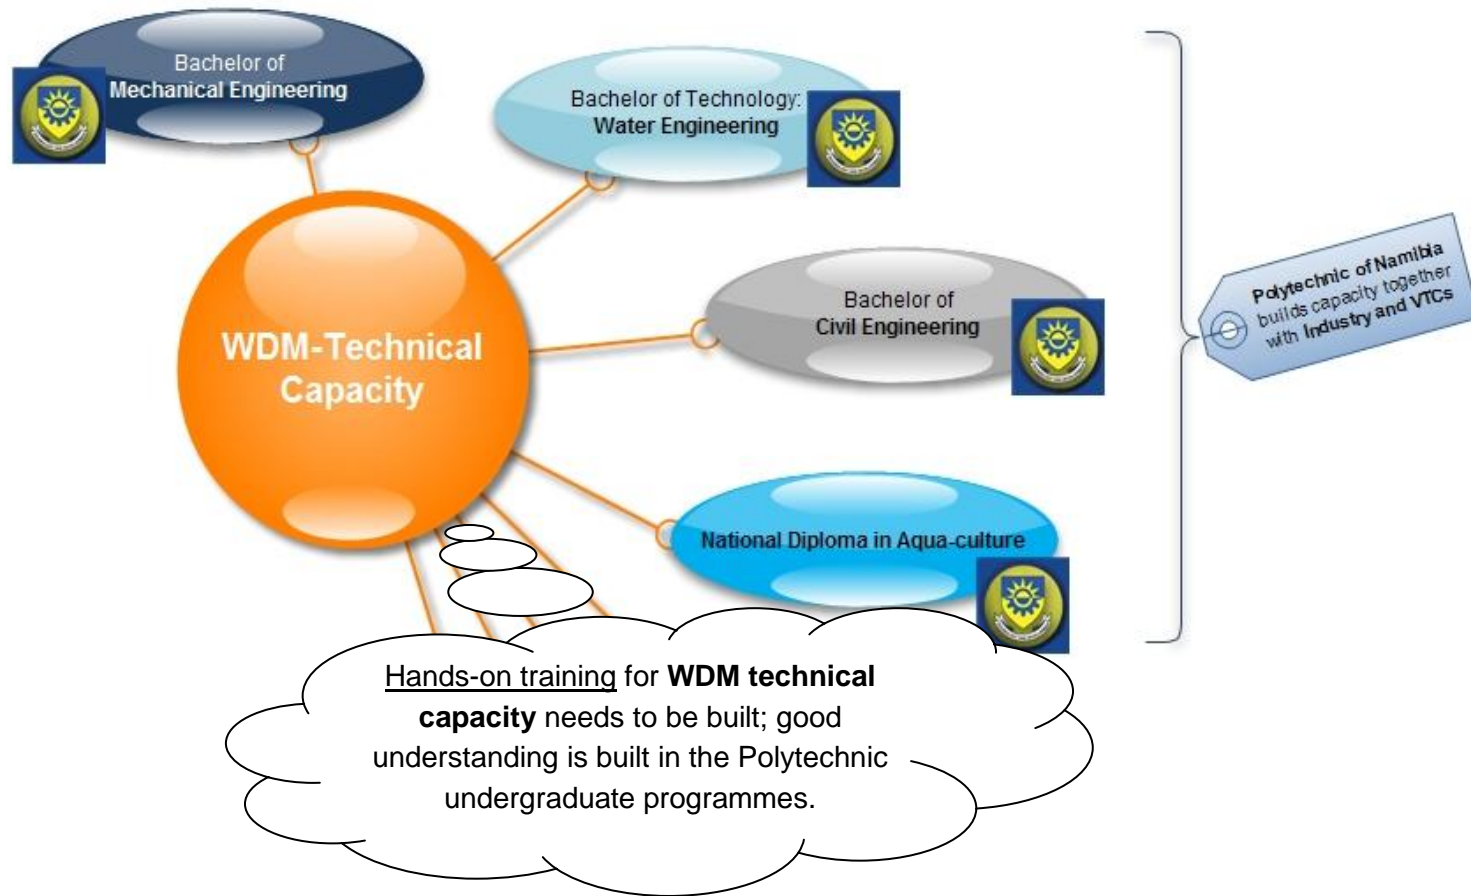 Bachelor of
Mechanical Engineering
Bachelor of Technology:
Water Engineering
Bachelor of
Civil Engineering
WDM-Technical
Capacity
National Diploma in Aqua-culture
Polytechnic of Namibia
builds capacity together
with Industry and VTCs
Hands-on training for WDM technical
capacity needs to be built; good
understanding is built in the Polytechnic
undergraduate programmes.